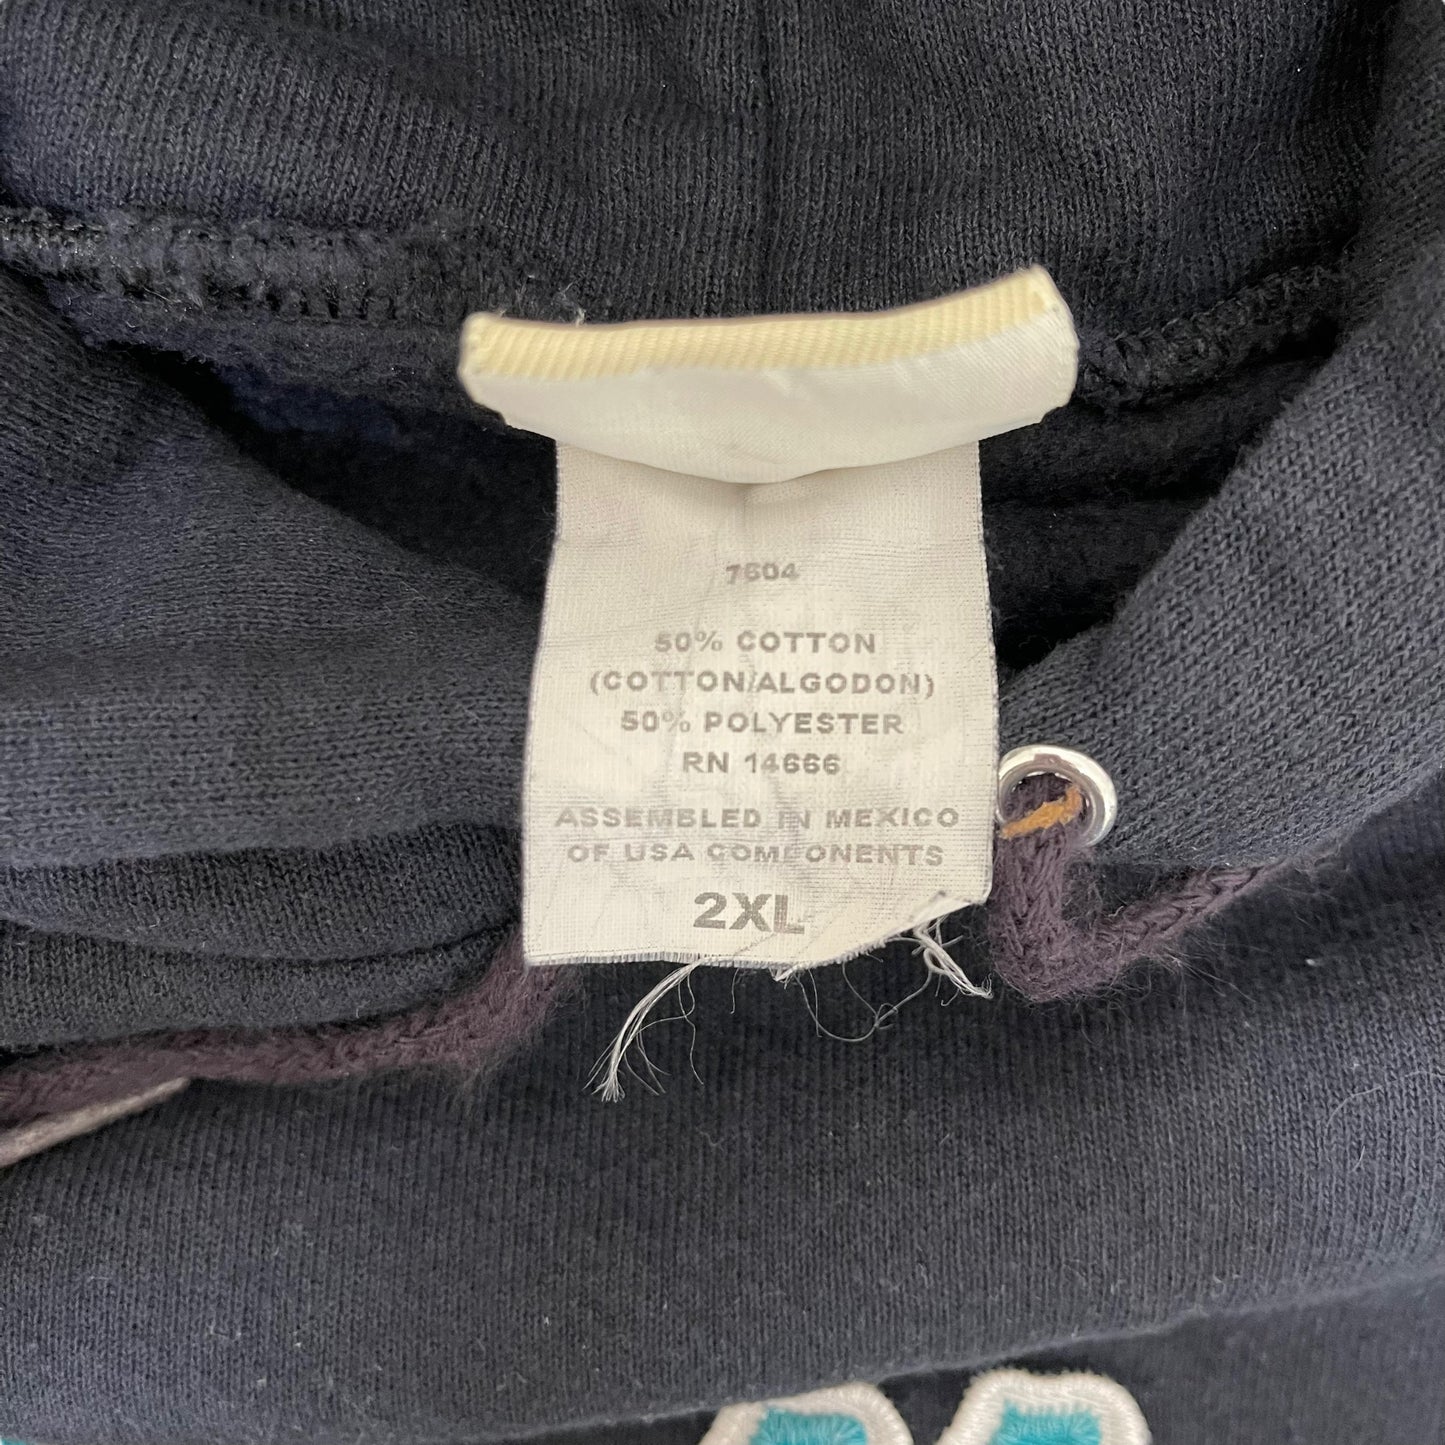 7604
50% COTTON
(COTTON/ALGODON)
50% POLYESTER
RN 14666
ASSEMBLED IN MEXICO
OF USA COMPONENTS
2XL